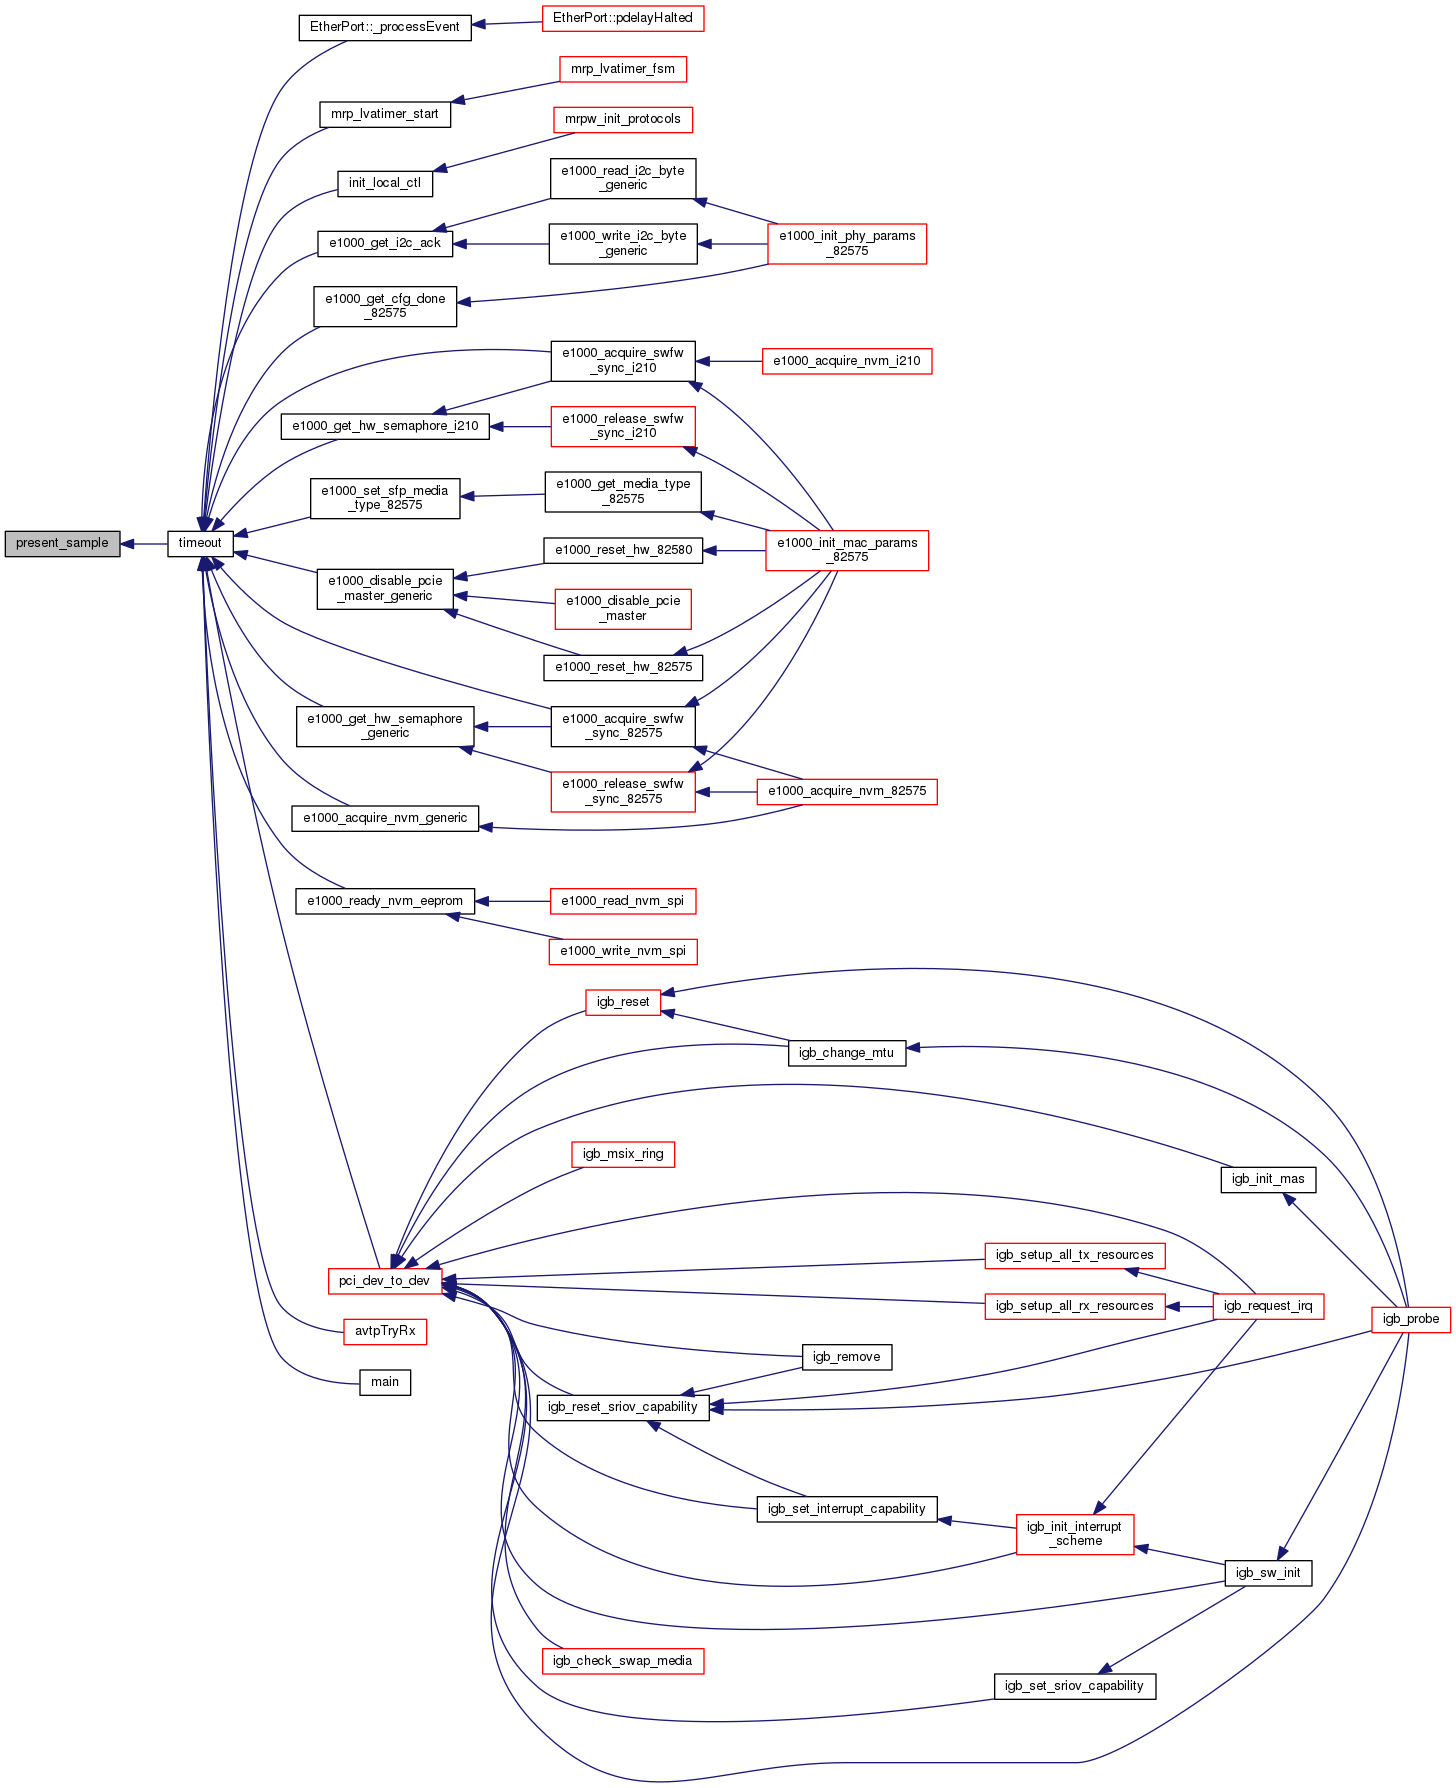 EtherPort::_processEvent
EtherPort::pdelayHalted
mrp_lvatimer_fsm
mrp_lvatimer_start
mrpw_init_protocols
init_local_ctl
e1000_read_i2c_byte
_generic
e1000_get_i2c_ack
e1000_write_i2c_byte
_generic
e1000_init_phy_params
_82575
e1000_get_cfg_done
_82575
e1000_acquire_swfw
_sync_i210
e1000_acquire_nvm_i210
e1000_get_hw_semaphore_i210
e1000_release_swfw
_sync_i210
e1000_set_sfp_media
_type_82575
e1000_get_media_type
_82575
present_sample
timeout
e1000_reset_hw_82580
e1000_init_mac_params
_82575
e1000_disable_pcie
_master_generic
e1000_disable_pcie
_master
e1000_reset_hw_82575
e1000_get_hw_semaphore
_generic
e1000_acquire_swfw
_sync_82575
e1000_release_swfw
_sync_82575
e1000_acquire_nvm_82575
e1000_acquire_nvm_generic
e1000_ready_nvm_eeprom
e1000_read_nvm_spi
e1000_write_nvm_spi
igb_reset
igb_change_mtu
igb_msix_ring
igb_init_mas
igb_setup_all_tx_resources
pci_dev_to_dev
igb_setup_all_rx_resources
igb_request_irq
igb_probe
avtpTryRx
igb_remove
main
igb_reset_sriov_capability
igb_set_interrupt_capability
igb_init_interrupt
_scheme
igb_sw_init
igb_check_swap_media
igb_set_sriov_capability